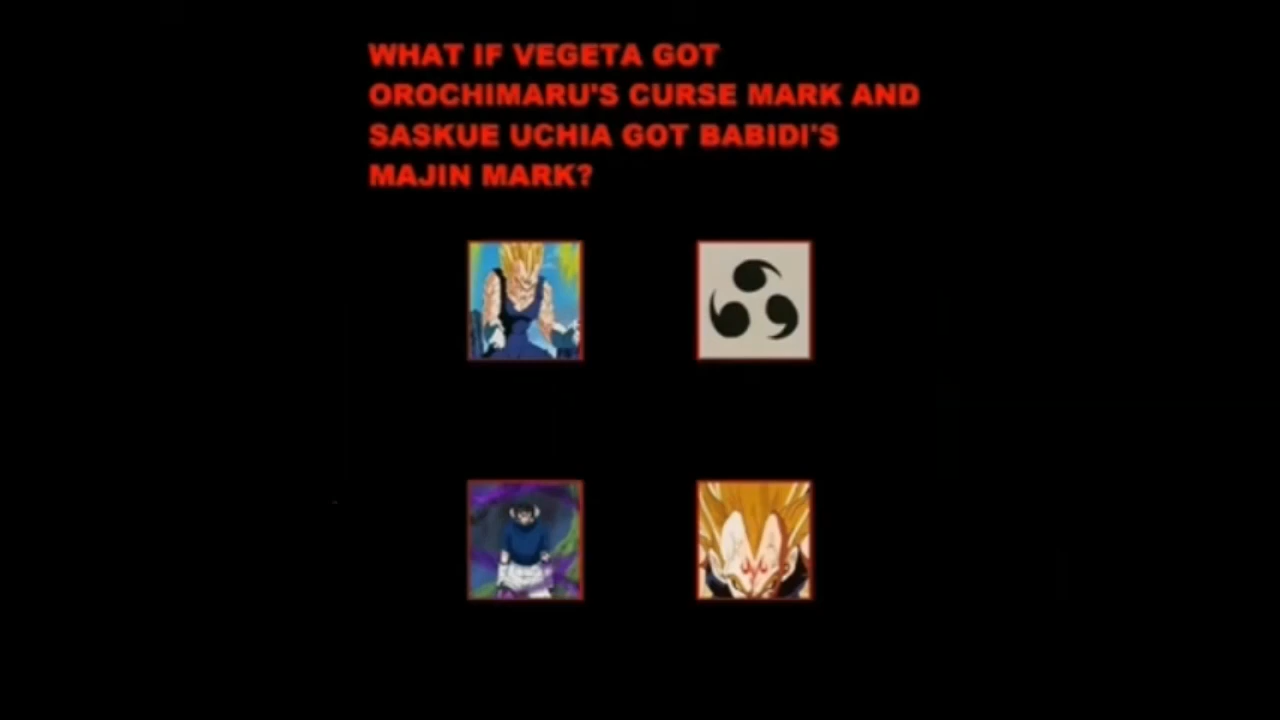 WHAT IF VEGETA GOT
OROCHIMARU'S CURSE MARK AND
SASKUE UCHIA GOT BABIDI'S
MAJIN MARK?